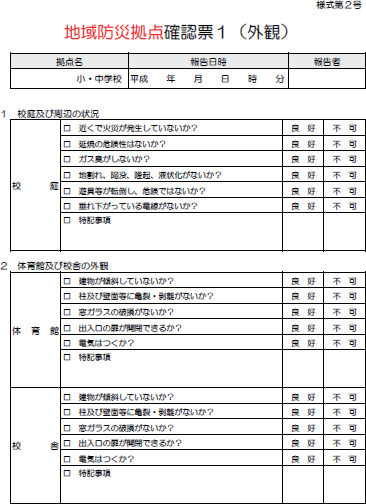 様式第2号
地域防災拠点確認票1（外観）
拠点名 報告日時 報告者
小・中学校 平成 年 月 日 時 分
1 校庭及び周辺の状況
校庭
□ 近くで火災が発生していないか？ 良好 不可
□ 延焼の危険性はないか？ 良好 不可
□ ガス臭がしないか？ 良好 不可
□ 地割れ、陥没、隆起、液状化がないか？ 良好 不可
□ 遊具等が転倒し、危険ではないか？ 良好 不可
□ 垂れ下がっている電線がないか？ 良好 不可
□ 特記事項
2 体育館及び校舎の外観
体育館
□ 建物が傾斜していないか？ 良好 不可
□ 柱及び壁面等に亀裂・剥離がないか？ 良好 不可
□ 窓ガラスの破損がないか？ 良好 不可
□ 出入口の扉が開閉できるか？ 良好 不可
□ 電気はつくか？ 良好 不可
□ 特記事項
校舎
□ 建物が傾斜していないか？ 良好 不可
□ 柱及び壁面等に亀裂・剥離がないか？ 良好 不可
□ 窓ガラスの破損がないか？ 良好 不可
□ 出入口の扉が開閉できるか？ 良好 不可
□ 電気はつくか？ 良好 不可
□ 特記事項